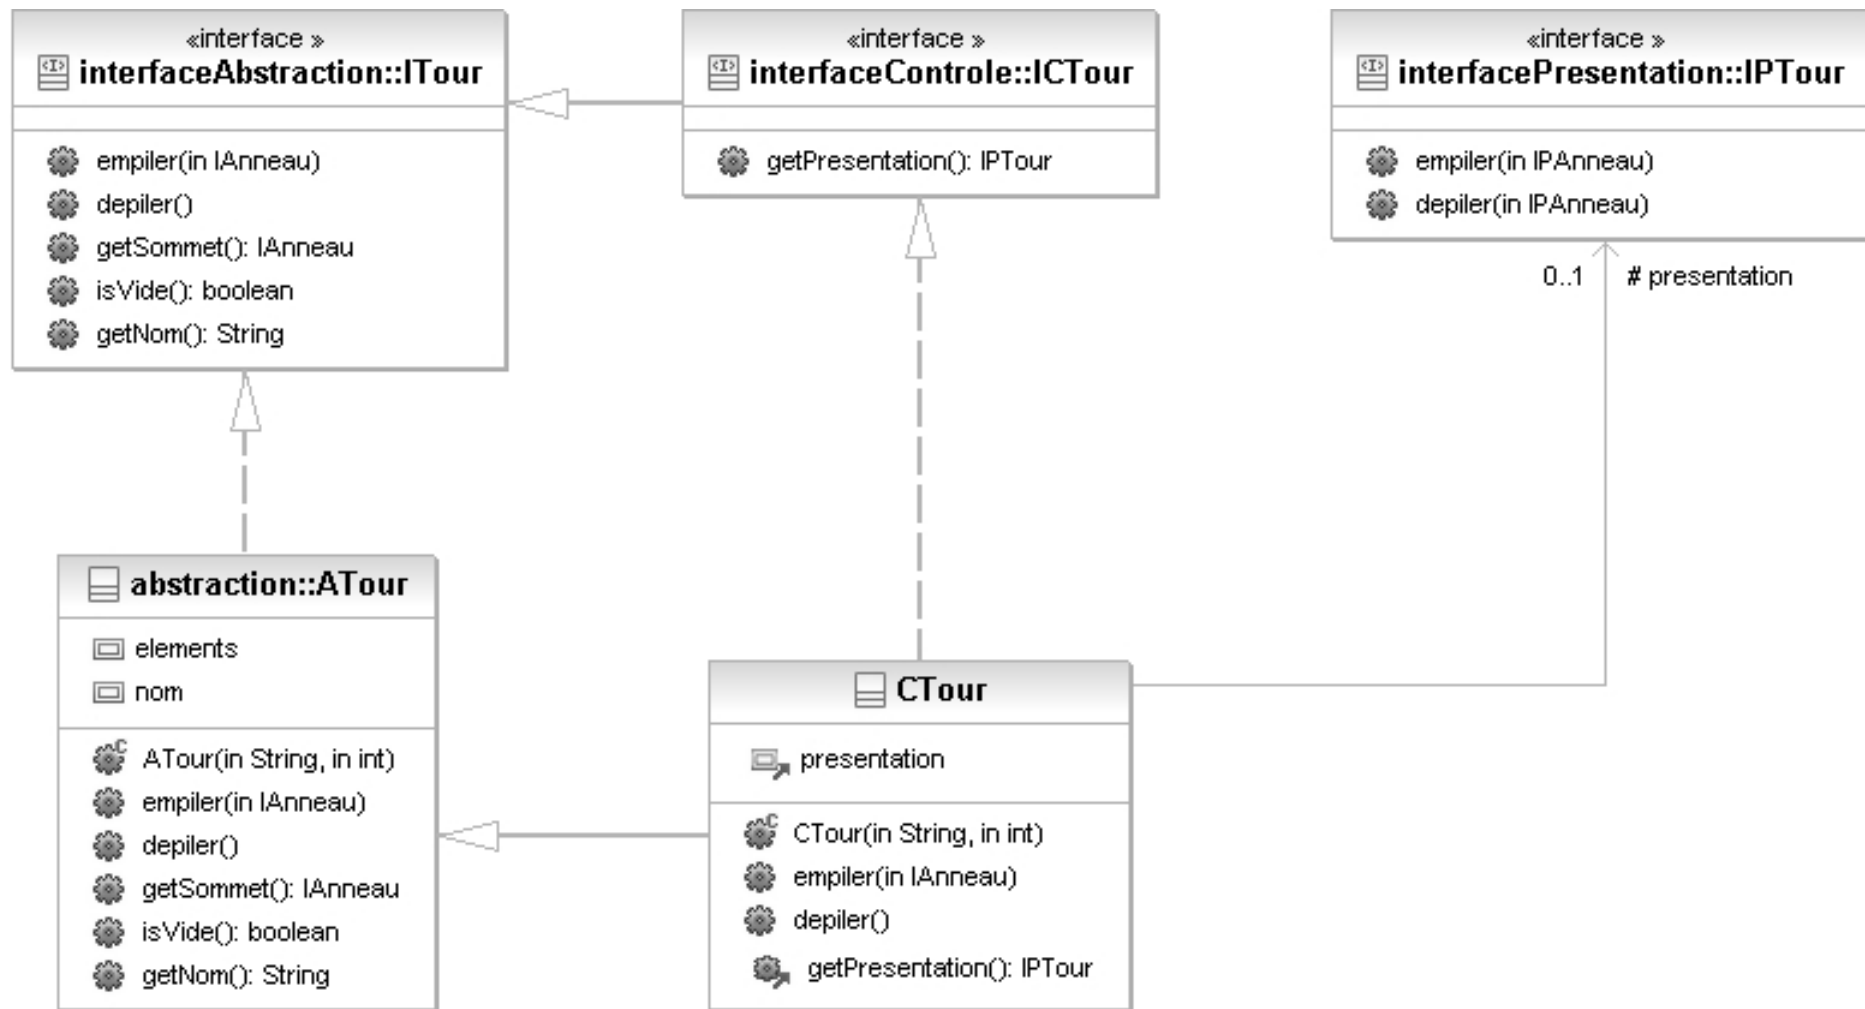 «interface »
interfaceAbstraction::ITour
empiler(in IAnneau)
depiler()
getSommet(): IAnneau
isVide(): boolean
getNom(): String
«interface »
interfaceControle::ICTour
getPresentation(): IPTour
«interface »
interfacePresentation::IPTour
empiler(in IPAnneau)
depiler(in IPAnneau)
0..1 # presentation
abstraction::ATour
elements
nom
ATour(in String, in int)
empiler(in IAnneau)
depiler()
getSommet(): IAnneau
isVide(): boolean
getNom(): String
CTour
presentation
CTour(in String, in int)
empiler(in IAnneau)
depiler()
getPresentation(): IPTour